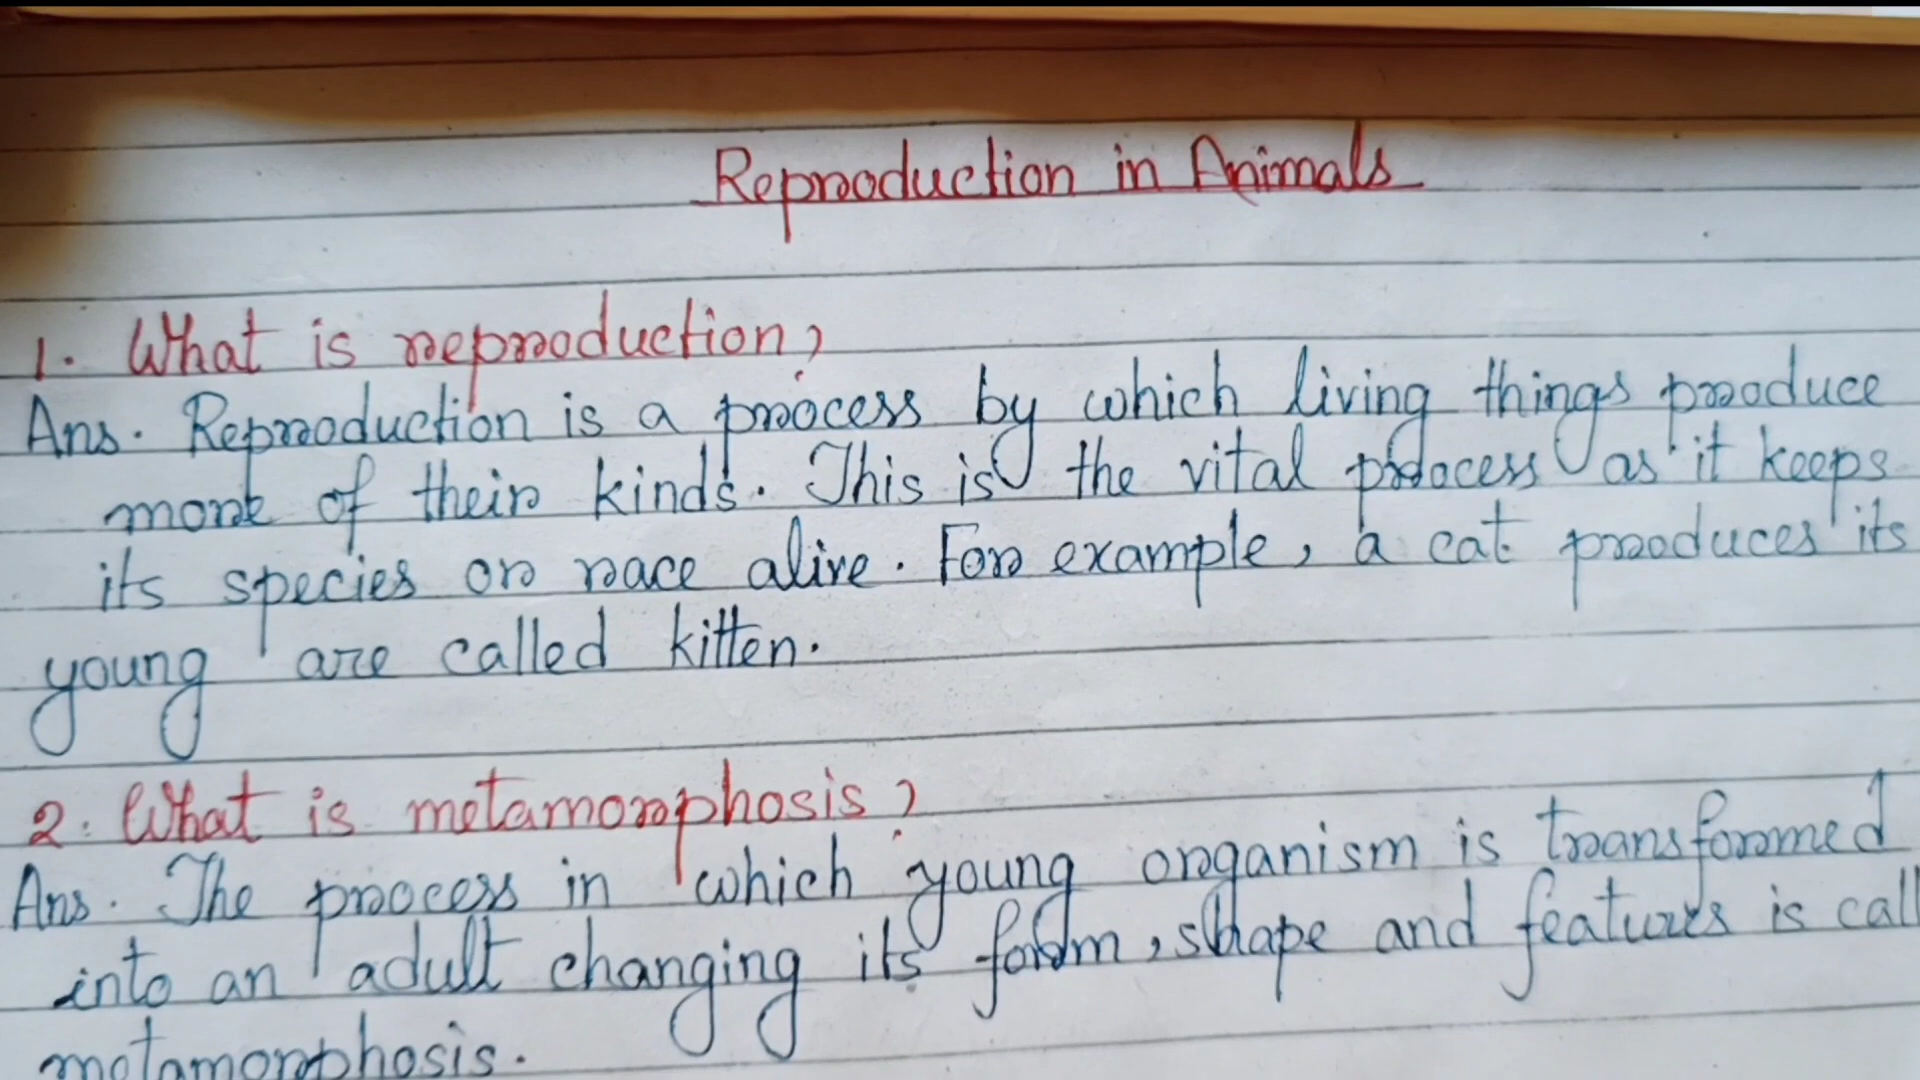 Reproduction in Animals
1. What is reproduction?
Ans. Reproduction is a process by which living things produce
more of their kinds. This is the vital process as it keeps
its species or race alive. For example, a cat produces its
young are called kitten.
2. What is metamorphosis?
Ans. The process in which young organism is transformed
into an adult changing its form, shape and features is call
metamorphosis.